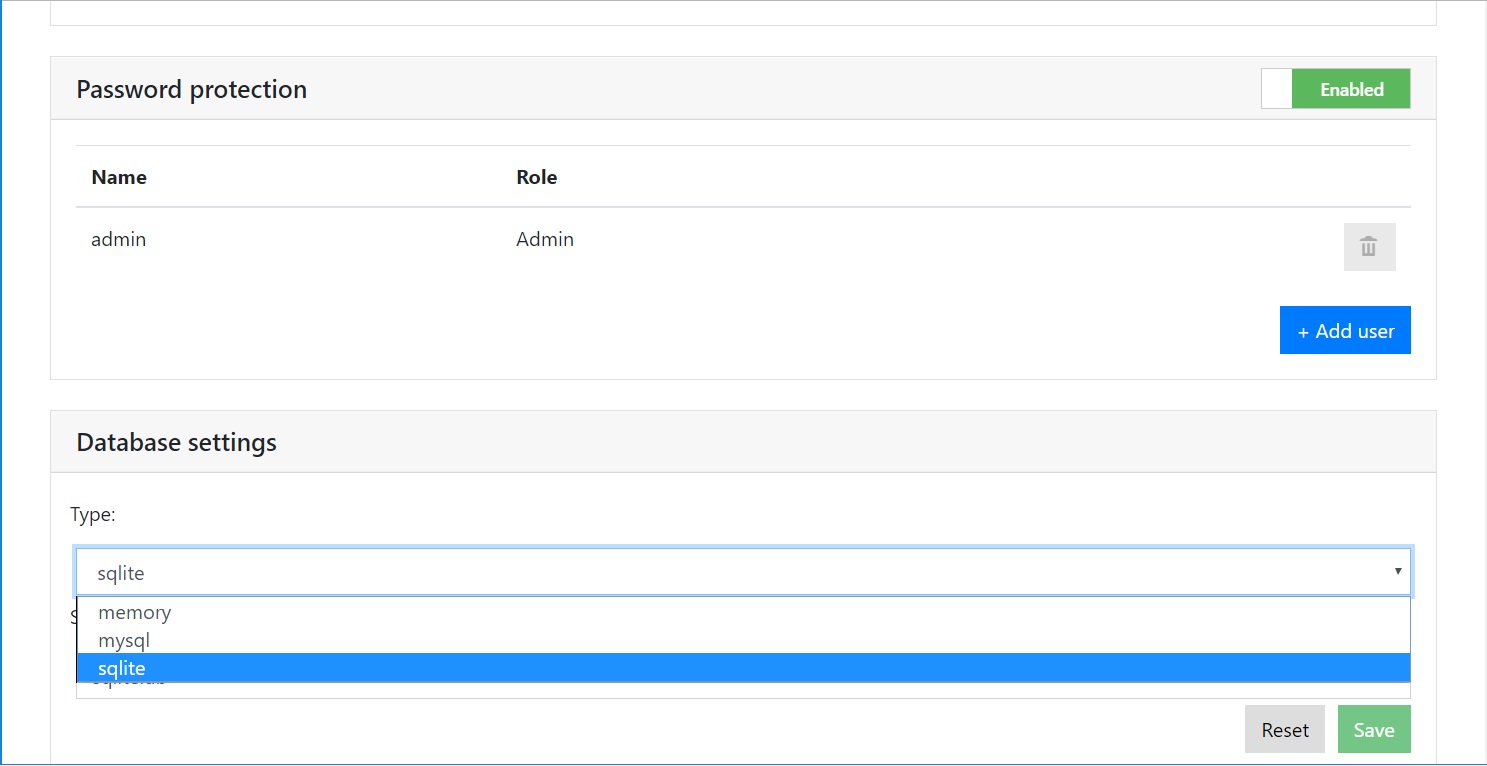 Password protection
Enabled
Name Role
admin Admin
+ Add user
Database settings
Type:
sqlite
memory
mysql
sqlite
Reset Save